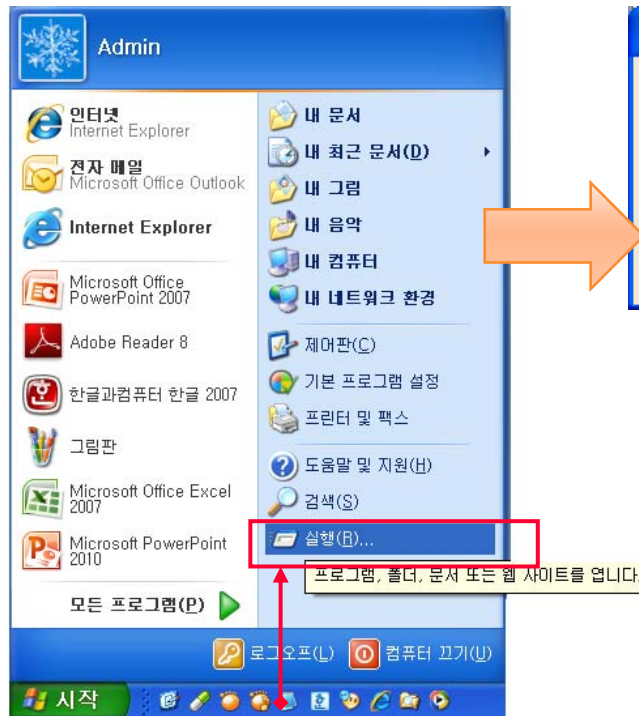 Admin
인터넷
Internet Explorer
전자 메일
Microsoft Office Outlook
Internet Explorer
Microsoft Office
PowerPoint 2007
Adobe Reader 8
한글과컴퓨터 한글 2007
그림판
Microsoft Office Excel
2007
Microsoft PowerPoint
2010
모든 프로그램(P)
내 문서
내 최근 문서(D)
내 그림
내 음악
내 컴퓨터
내 네트워크 환경
제어판(C)
기본 프로그램 설정
프린터 및 팩스
도움말 및 지원(H)
검색(S)
실행(R)...
프로그램, 폴더, 문서 또는 웹 사이트를 엽니다.
로그오프(L)
컴퓨터 끄기(U)
시작